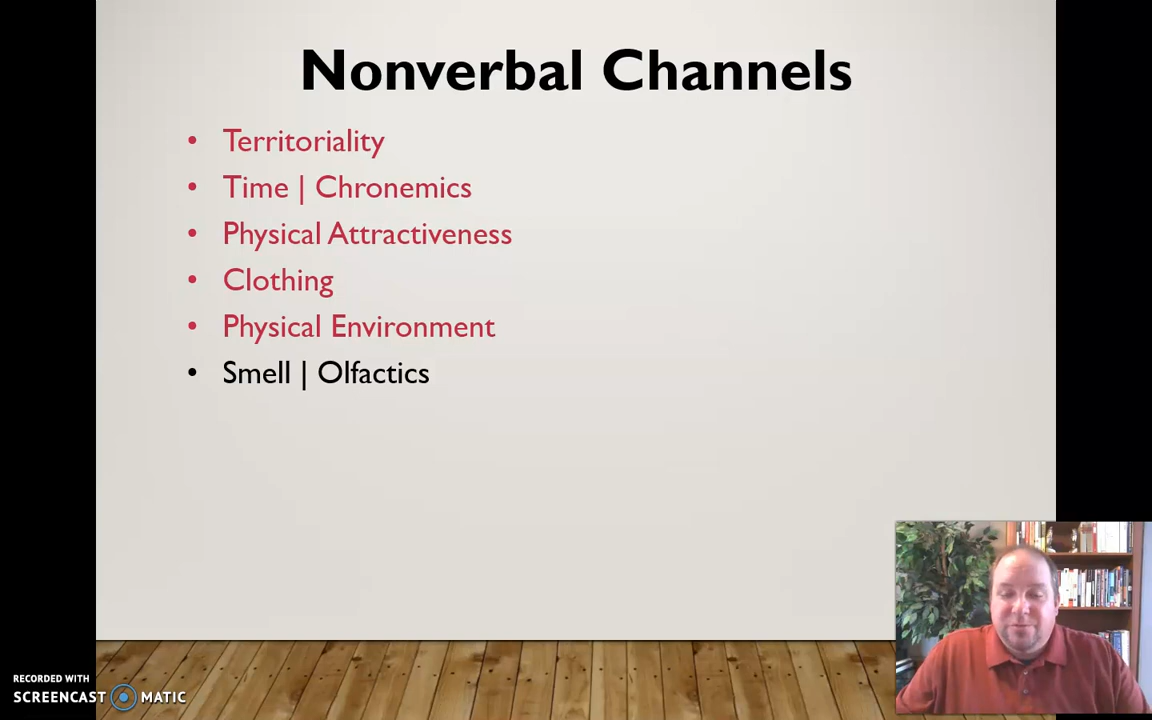 Nonverbal Channels
• Territoriality
• Time | Chronemics
• Physical Attractiveness
• Clothing
• Physical Environment
• Smell | Olfactics
RECORDED WITH
SCREENCAST MATIC